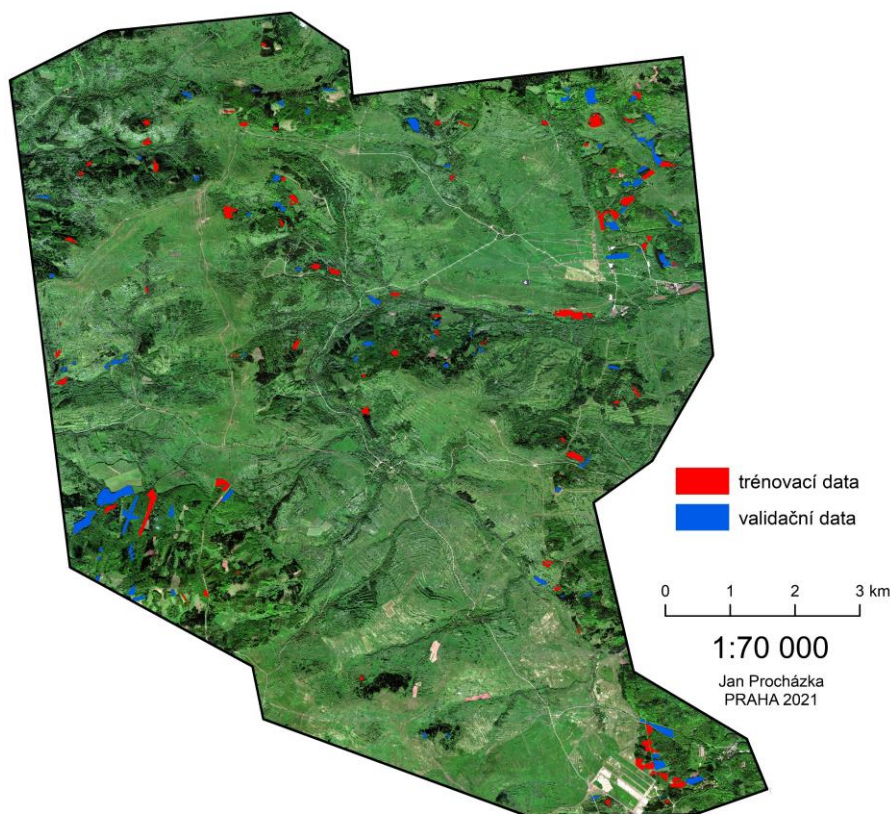 trénovací data
validační data
0 1 2 3 km
1:70 000
Jan Procházka
PRAHA 2021